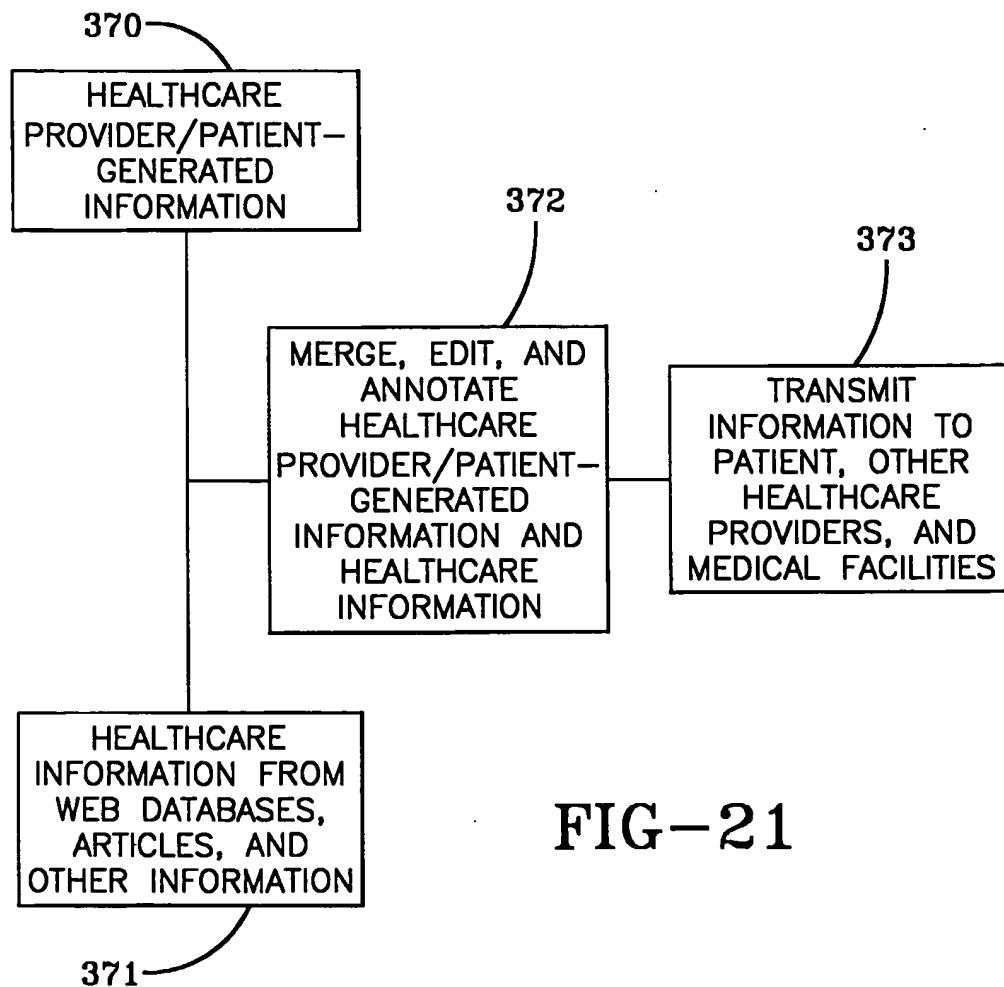 370
HEALTHCARE
PROVIDER/PATIENT-
GENERATED
INFORMATION
372
MERGE, EDIT, AND
ANNOTATE
HEALTHCARE
PROVIDER/PATIENT-
GENERATED
INFORMATION AND
HEALTHCARE
INFORMATION
373
TRANSMIT
INFORMATION TO
PATIENT, OTHER
HEALTHCARE
PROVIDERS, AND
MEDICAL FACILITIES
HEALTHCARE
INFORMATION FROM
WEB DATABASES,
ARTICLES, AND
OTHER INFORMATION
371
FIG-21